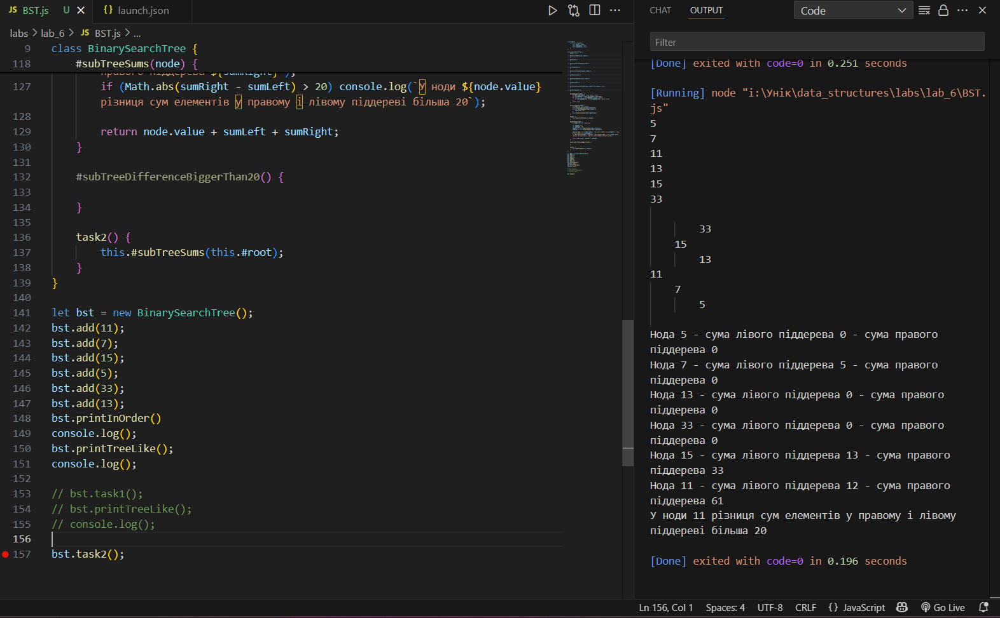 JS BST.js U
{} launch.json
labs > lab_6 > JS BST.js > ...
9 class BinarySearchTree {
118 #subTreeSums(node) {
правого піддерева ${sumRight}`);
127 if (Math.abs(sumRight - sumLeft) > 20) console.log(`У ноди ${node.value}
різниця сум елементів у правому і лівому піддереві більша 20`);
128
129 return node.value + sumLeft + sumRight;
130 }
131
132 #subTreeDifferenceBiggerThan20() {
133
134 }
135
136 task2() {
137 this.#subTreeSums(this.#root);
138 }
139 }
140
141 let bst = new BinarySearchTree();
142 bst.add(11);
143 bst.add(7);
144 bst.add(15);
145 bst.add(5);
146 bst.add(33);
147 bst.add(13);
148 bst.printInOrder()
149 console.log();
150 bst.printTreeLike();
151 console.log();
152
153 // bst.task1();
154 // bst.printTreeLike();
155 // console.log();
156
157 bst.task2();
CHAT OUTPUT
Code
Filter
[Done] exited with code=0 in 0.251 seconds
[Running] node "i:\Унік\data_structures\labs\lab_6\BST.
js"
5
7
11
13
15
33
33
15
13
11
7
5
Нода 5 - сума лівого піддерева 0 - сума правого
піддерева 0
Нода 7 - сума лівого піддерева 5 - сума правого
піддерева 0
Нода 13 - сума лівого піддерева 0 - сума правого
піддерева 0
Нода 33 - сума лівого піддерева 0 - сума правого
піддерева 0
Нода 15 - сума лівого піддерева 13 - сума правого
піддерева 33
Нода 11 - сума лівого піддерева 12 - сума правого
піддерева 61
У ноди 11 різниця сум елементів у правому і лівому
піддереві більша 20
[Done] exited with code=0 in 0.196 seconds
Ln 156, Col 1 Spaces: 4 UTF-8 CRLF {} JavaScript Go Live